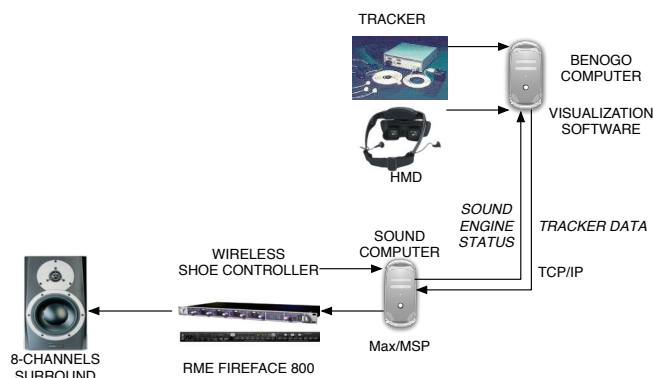 TRACKER
BENOGO
COMPUTER
VISUALIZATION
SOFTWARE
HMD
SOUND
ENGINE
STATUS
TRACKER DATA
TCP/IP
SOUND
COMPUTER
WIRELESS
SHOE CONTROLLER
Max/MSP
RME FIREFACE 800
8-CHANNELS
SURROUND